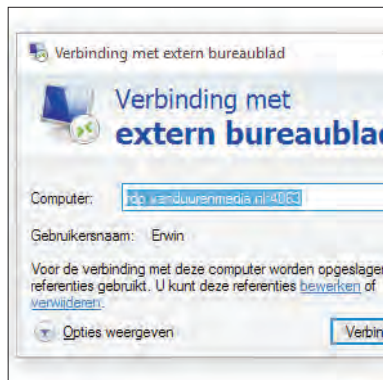 Verbinding met extern bureaublad
Verbinding met
extern bureaublad
Computer:
rdp.vanduurenmedia.nl:4063
Gebruikersnaam: Erwin
Voor de verbinding met deze computer worden opgeslagen
referenties gebruikt. U kunt deze referenties bewerken of
verwijderen.
Opties weergeven
Verbin